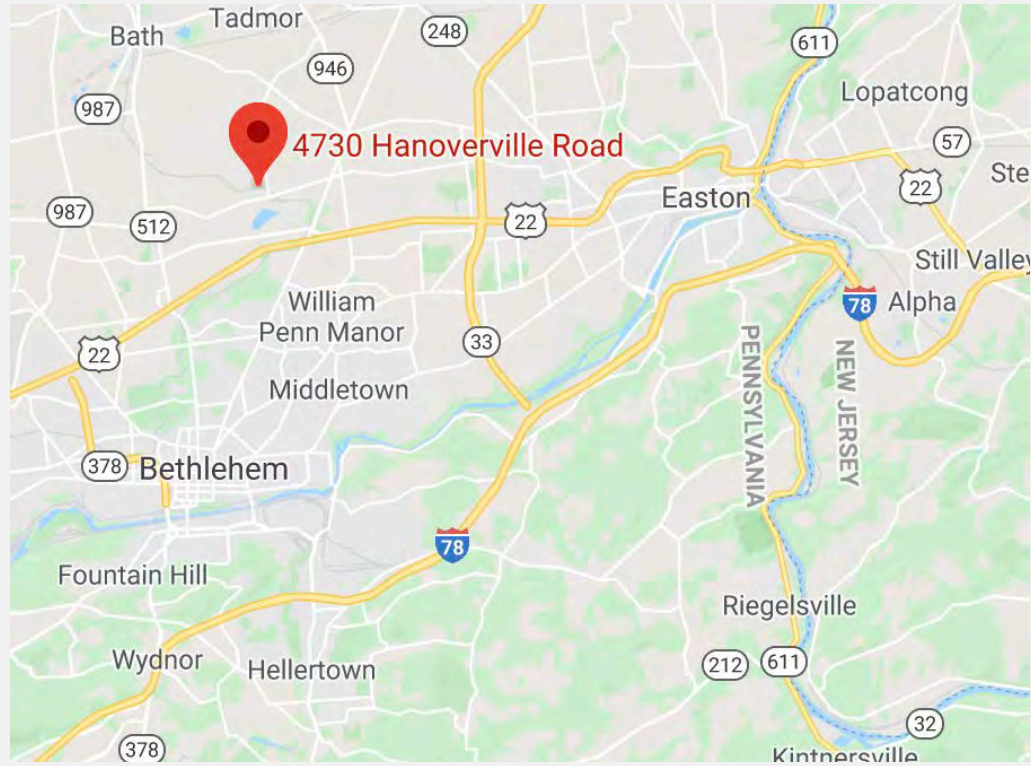 Tadmor
Bath
248
611
946
Lopatcong
987
4730 Hanoverville Road
57
Ste
22
987
512
Easton
22
Still Valley
William
Penn Manor
78
Alpha
33
22
PENNSYLVANIA
NEW JERSEY
Middletown
378
Bethlehem
78
Fountain Hill
Riegelsville
Wydnor
Hellertown
212
611
32
378
Kintnersville